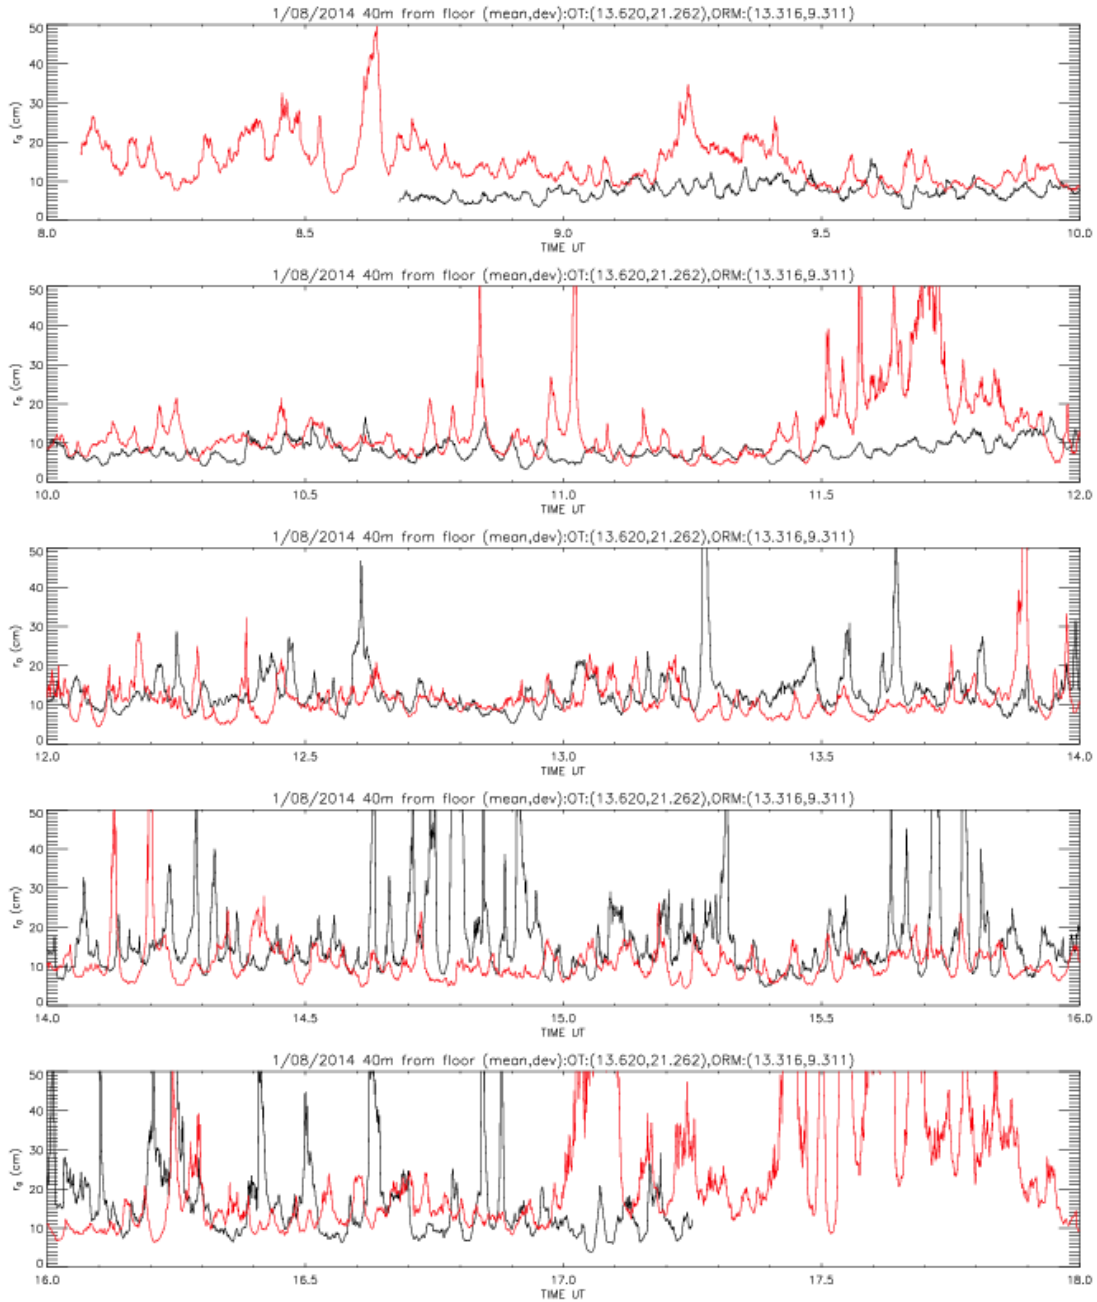 1/08/2014 40m from floor (mean,dev):OT:(13.620,21.262),ORM:(13.316,9.311)
50
40
30
20
10
0
r₀ (cm)
8.0 8.5 9.0 9.5 10.0
TIME UT
1/08/2014 40m from floor (mean,dev):OT:(13.620,21.262),ORM:(13.316,9.311)
50
40
30
20
10
0
r₀ (cm)
10.0 10.5 11.0 11.5 12.0
TIME UT
1/08/2014 40m from floor (mean,dev):OT:(13.620,21.262),ORM:(13.316,9.311)
50
40
30
20
10
0
r₀ (cm)
12.0 12.5 13.0 13.5 14.0
TIME UT
1/08/2014 40m from floor (mean,dev):OT:(13.620,21.262),ORM:(13.316,9.311)
50
40
30
20
10
0
r₀ (cm)
14.0 14.5 15.0 15.5 16.0
TIME UT
1/08/2014 40m from floor (mean,dev):OT:(13.620,21.262),ORM:(13.316,9.311)
50
40
30
20
10
0
r₀ (cm)
16.0 16.5 17.0 17.5 18.0
TIME UT